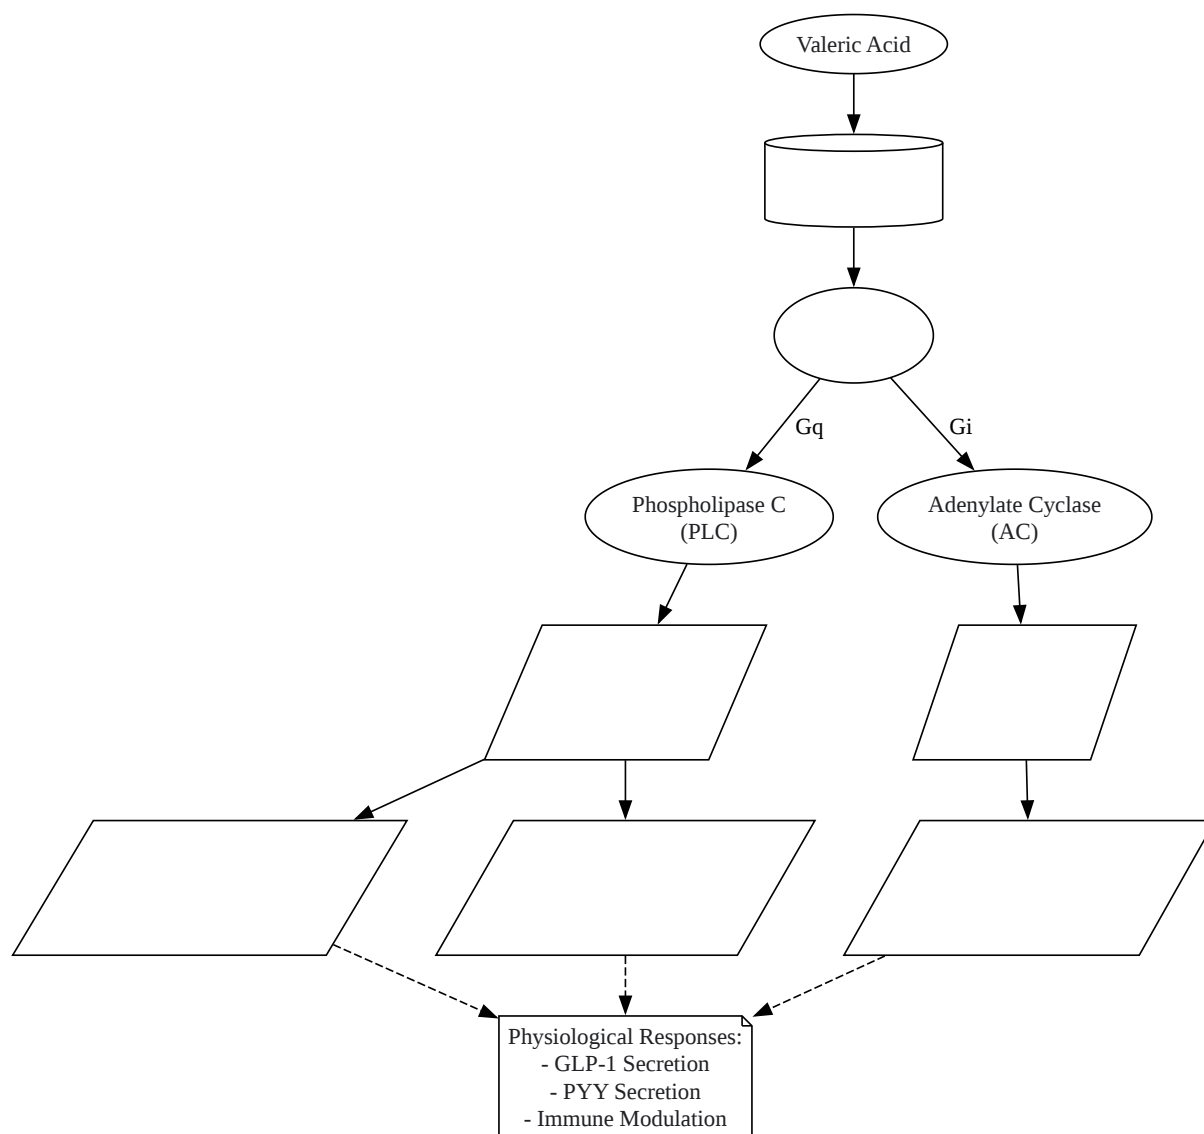 Valeric Acid
Gq
Gi
Phospholipase C
(PLC)
Adenylate Cyclase
(AC)
Physiological Responses:
- GLP-1 Secretion
- PYY Secretion
- Immune Modulation